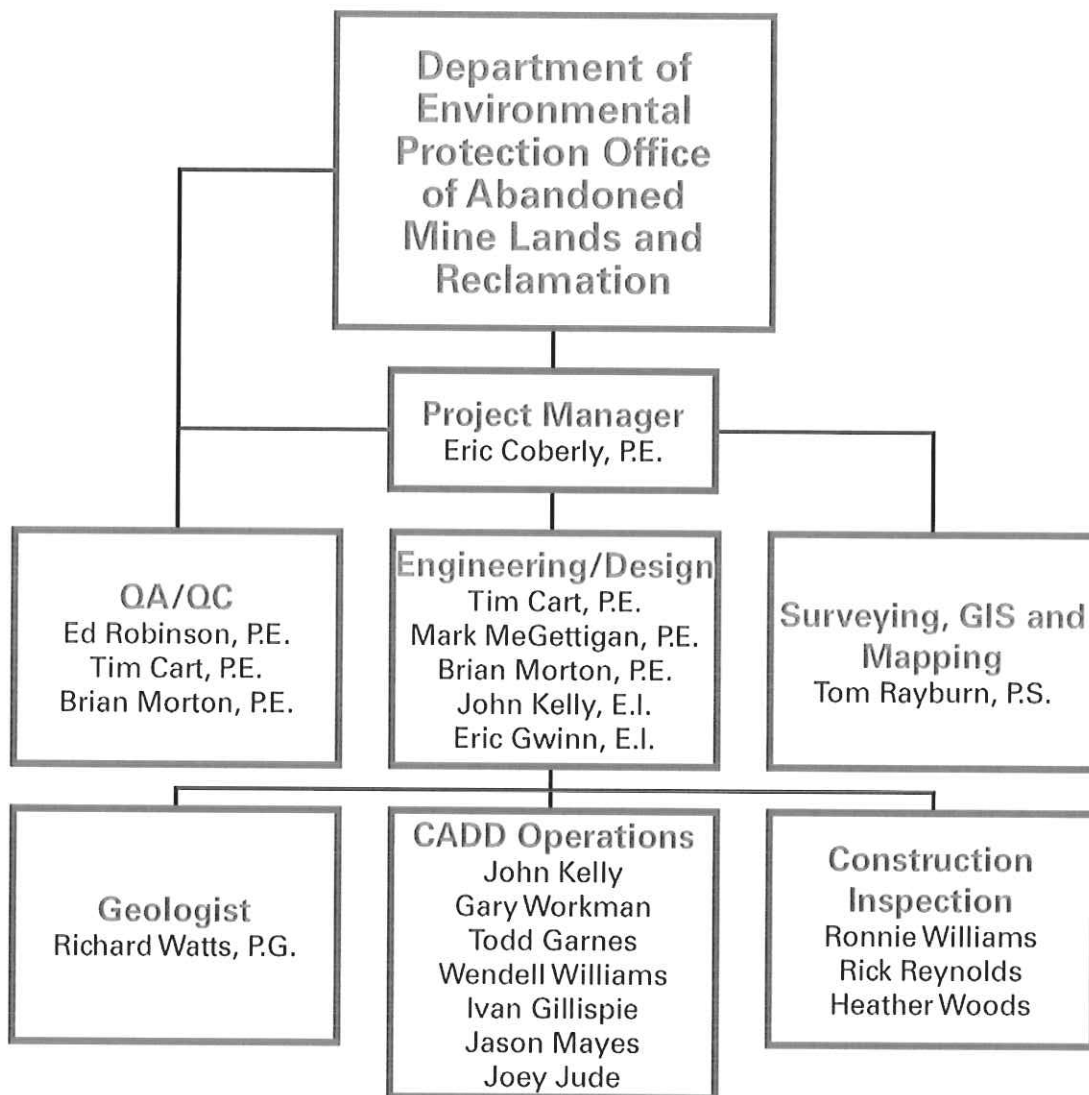 Department of
Environmental
Protection Office
of Abandoned
Mine Lands and
Reclamation
Project Manager
Eric Coberly, P.E.
QA/QC
Ed Robinson, P.E.
Tim Cart, P.E.
Brian Morton, P.E.
Engineering/Design
Tim Cart, P.E.
Mark MeGettigan, P.E.
Brian Morton, P.E.
John Kelly, E.I.
Eric Gwinn, E.I.
Surveying, GIS and
Mapping
Tom Rayburn, P.S.
Geologist
Richard Watts, P.G.
CADD Operations
John Kelly
Gary Workman
Todd Garnes
Wendell Williams
Ivan Gillispie
Jason Mayes
Joey Jude
Construction
Inspection
Ronnie Williams
Rick Reynolds
Heather Woods